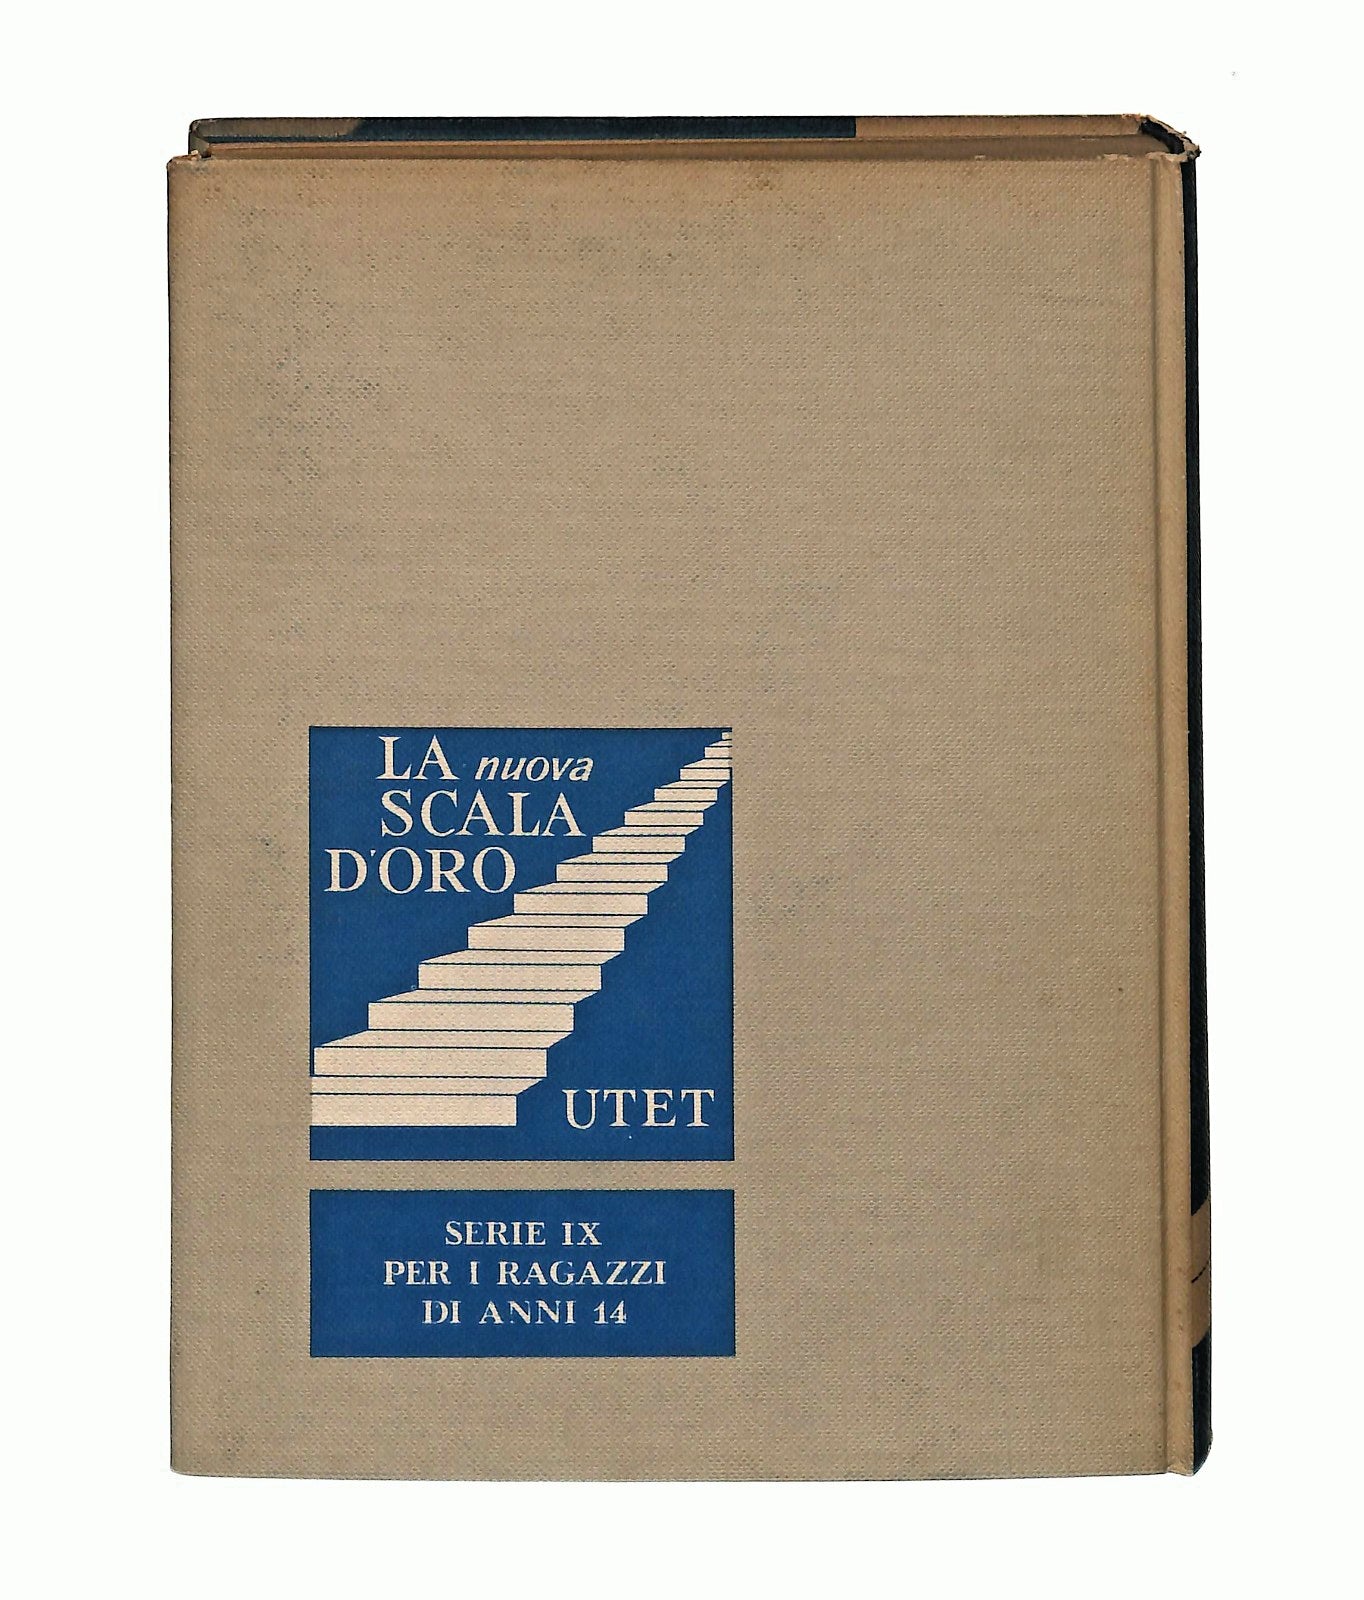 LA nuova
SCALA
D'ORO
UTET
SERIE IX
PER I RAGAZZI
DI ANNI 14